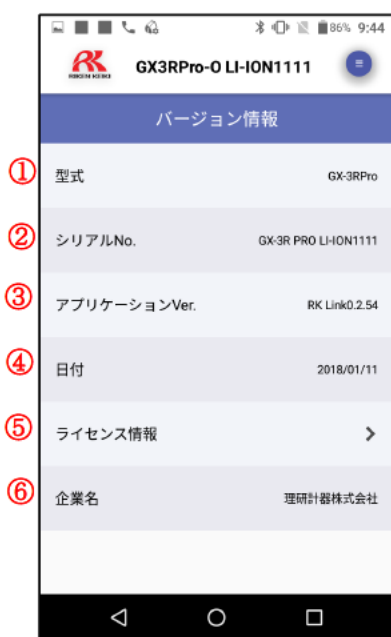 86% 9:44
RK
RIKEN KEIKI
GX3RPro-O LI-ION1111
バージョン情報
① 型式 GX-3RPro
② シリアルNo. GX-3R PRO LI-ION1111
③ アプリケーションVer. RK Link0.2.54
④ 日付 2018/01/11
⑤ ライセンス情報 >
⑥ 企業名 理研計器株式会社